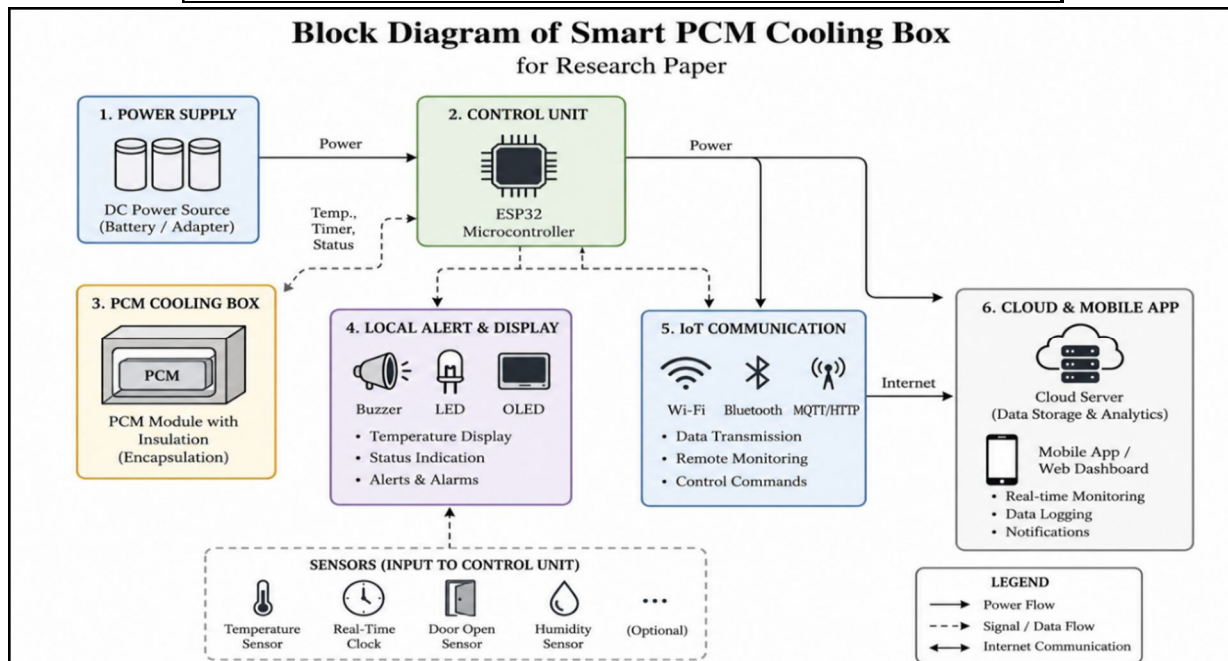 Block Diagram of Smart PCM Cooling Box
for Research Paper
1. POWER SUPPLY
DC Power Source
(Battery / Adapter)
Power
2. CONTROL UNIT
ESP32
Microcontroller
Power
Temp.,
Timer,
Status
3. PCM COOLING BOX
PCM
PCM Module with
Insulation
(Encapsulation)
4. LOCAL ALERT & DISPLAY
Buzzer
LED
OLED
• Temperature Display
• Status Indication
• Alerts & Alarms
5. IoT COMMUNICATION
Wi-Fi
Bluetooth
MQTT/HTTP
• Data Transmission
• Remote Monitoring
• Control Commands
Internet
6. CLOUD & MOBILE APP
Cloud Server
(Data Storage & Analytics)
Mobile App /
Web Dashboard
• Real-time Monitoring
• Data Logging
• Notifications
SENSORS (INPUT TO CONTROL UNIT)
Temperature
Sensor
Real-Time
Clock
Door Open
Sensor
Humidity
Sensor
...
(Optional)
LEGEND
Power Flow
Signal / Data Flow
Internet Communication